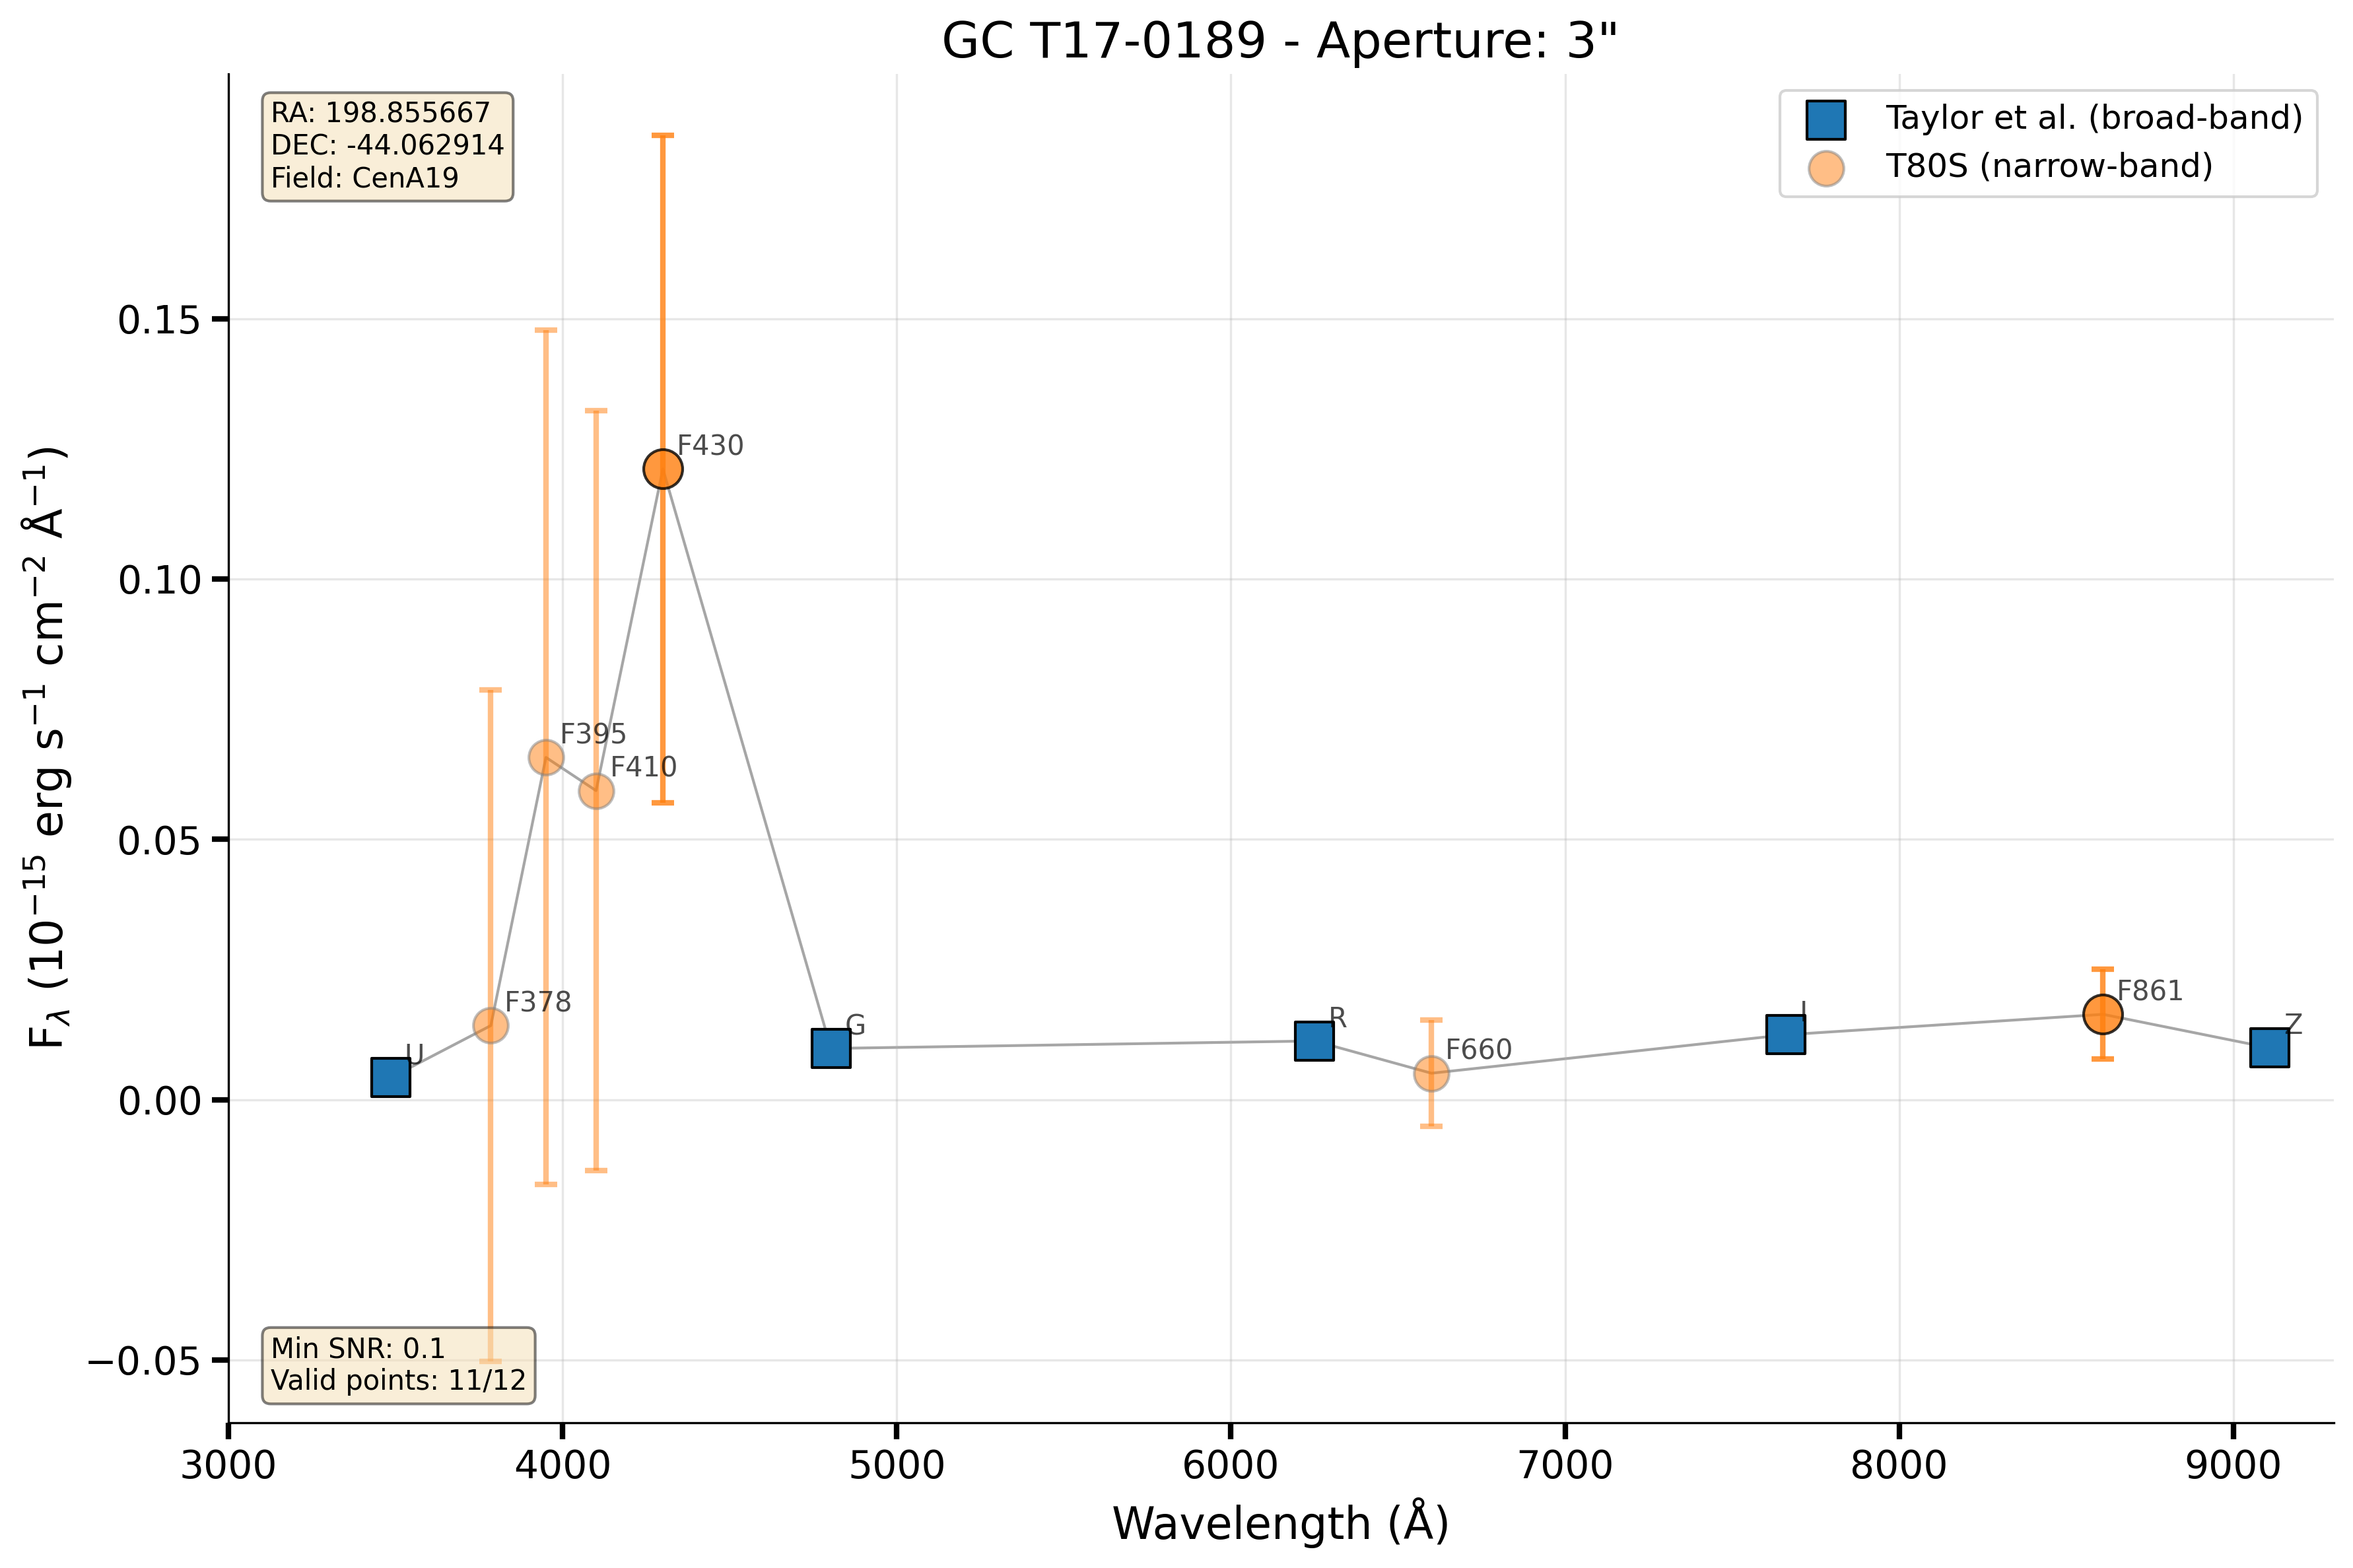 GC T17-0189 - Aperture: 3"
RA: 198.855667
DEC: -44.062914
Field: CenA19
Taylor et al. (broad-band)
T80S (narrow-band)
F430
F395
F410
F378
U
G
R
F660
I
F861
Z
Min SNR: 0.1
Valid points: 11/12
0.15
0.10
0.05
0.00
−0.05
3000 4000 5000 6000 7000 8000 9000
Wavelength (Å)
F_λ (10⁻¹⁵ erg s⁻¹ cm⁻² Å⁻¹)